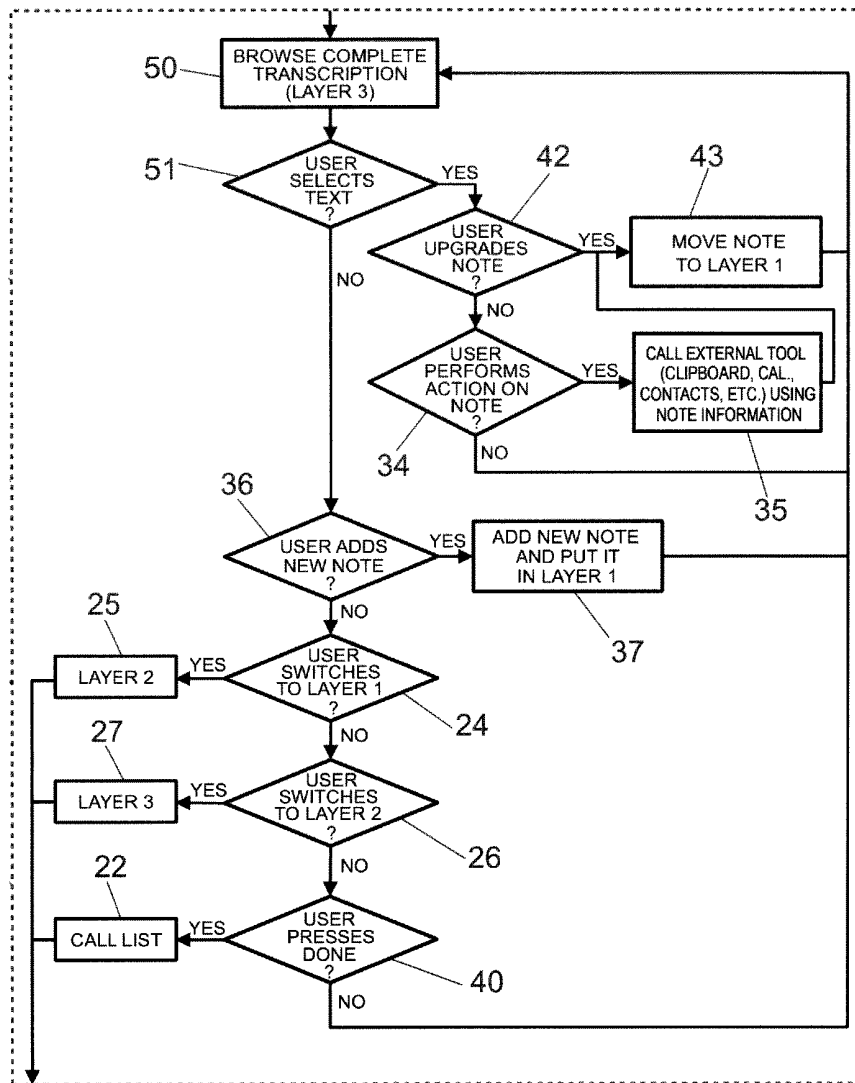 50
BROWSE COMPLETE
TRANSCRIPTION
(LAYER 3)
51
USER
SELECTS
TEXT
?
YES
NO
42
USER
UPGRADES
NOTE
?
YES
NO
43
MOVE NOTE
TO LAYER 1
USER
PERFORMS
ACTION ON
NOTE
?
YES
NO
34
CALL EXTERNAL TOOL
(CLIPBOARD, CAL.,
CONTACTS, ETC.) USING
NOTE INFORMATION
35
36
USER ADDS
NEW NOTE
?
YES
NO
ADD NEW NOTE
AND PUT IT
IN LAYER 1
37
25
LAYER 2
YES
USER
SWITCHES
TO LAYER 1
?
24
NO
27
LAYER 3
YES
USER
SWITCHES
TO LAYER 2
?
26
NO
22
CALL LIST
YES
USER
PRESSES
DONE
?
40
NO